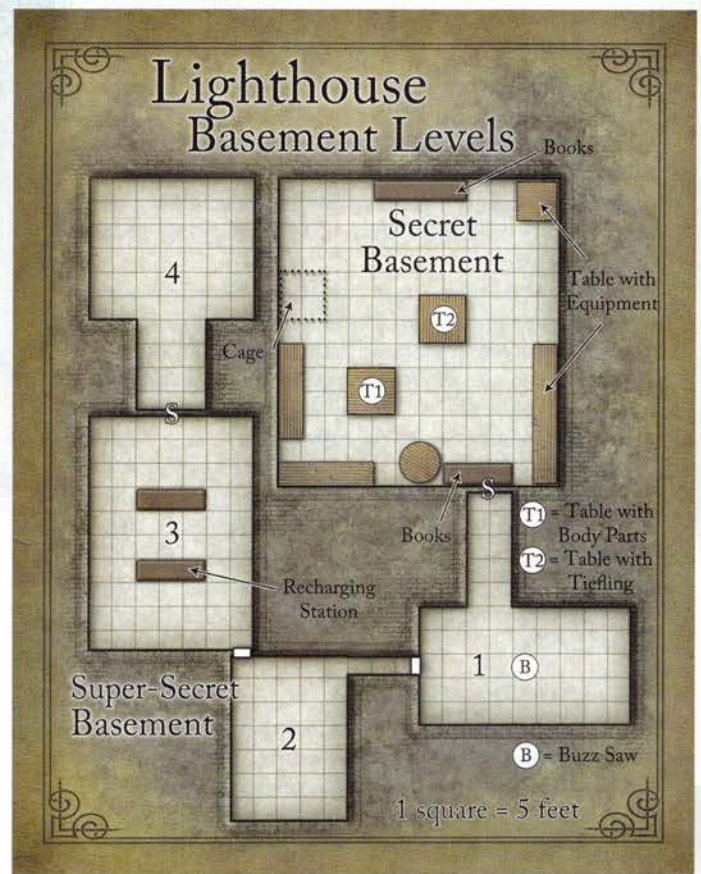 Lighthouse
Basement Levels
Books
Secret
Basement
4
Table with
Equipment
T2
Cage
T1
S
S
3
Books
T1 = Table with
Body Parts
T2 = Table with
Tiefling
Recharging
Station
1
B
Super-Secret
Basement
2
B = Buzz Saw
1 square = 5 feet